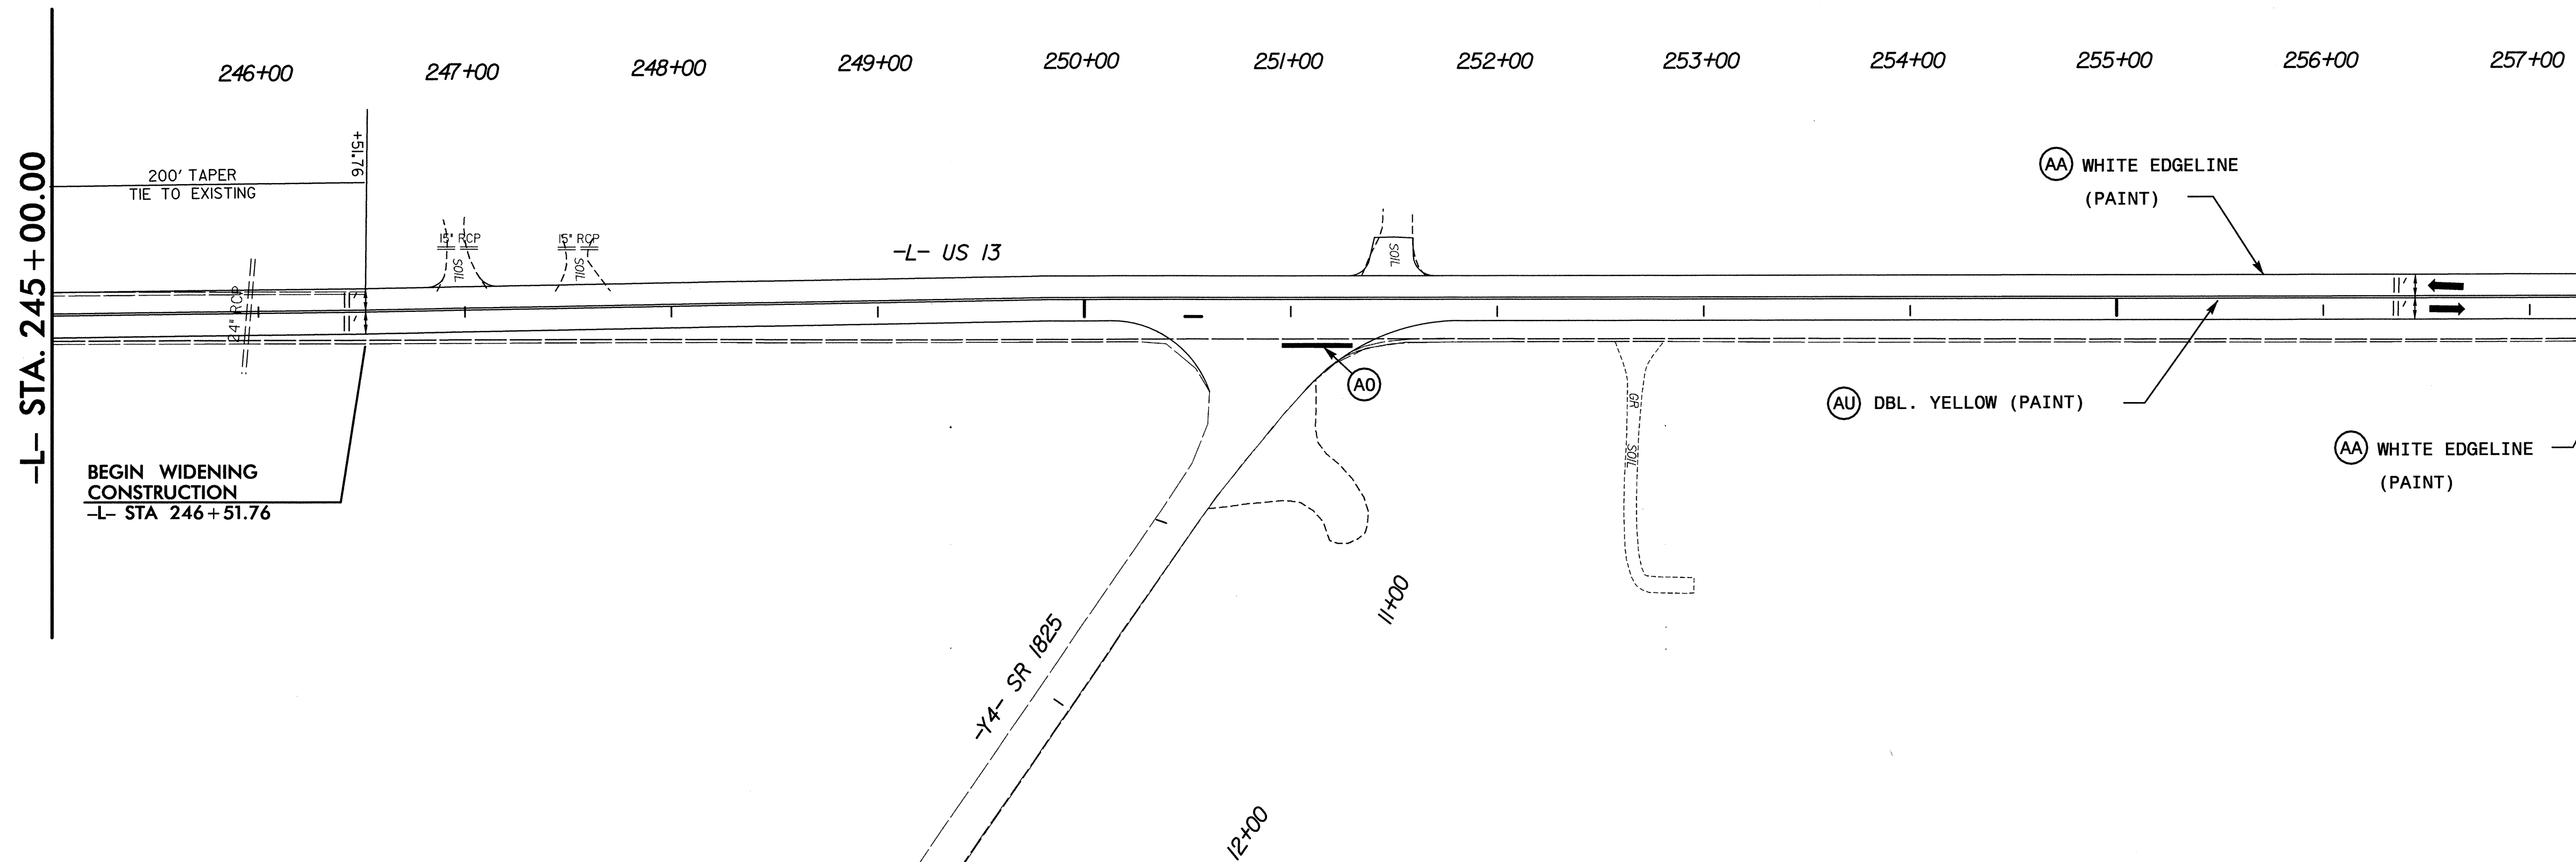 246+00 247+00 248+00 249+00 250+00 251+00 252+00 253+00 254+00 255+00 256+00 257+00
-L- STA. 245+00.00
+51.76
200' TAPER
TIE TO EXISTING
AA WHITE EDGELINE
(PAINT)
15" RCP
15" RCP
SOIL
SOIL
-L- US 13
SOIL
24" RCP
11'
11'
11'
11'
AO
AU DBL. YELLOW (PAINT)
GR
SOIL
AA WHITE EDGELINE
(PAINT)
BEGIN WIDENING
CONSTRUCTION
-L- STA 246+51.76
-Y4- SR 1825
11+00
12+00